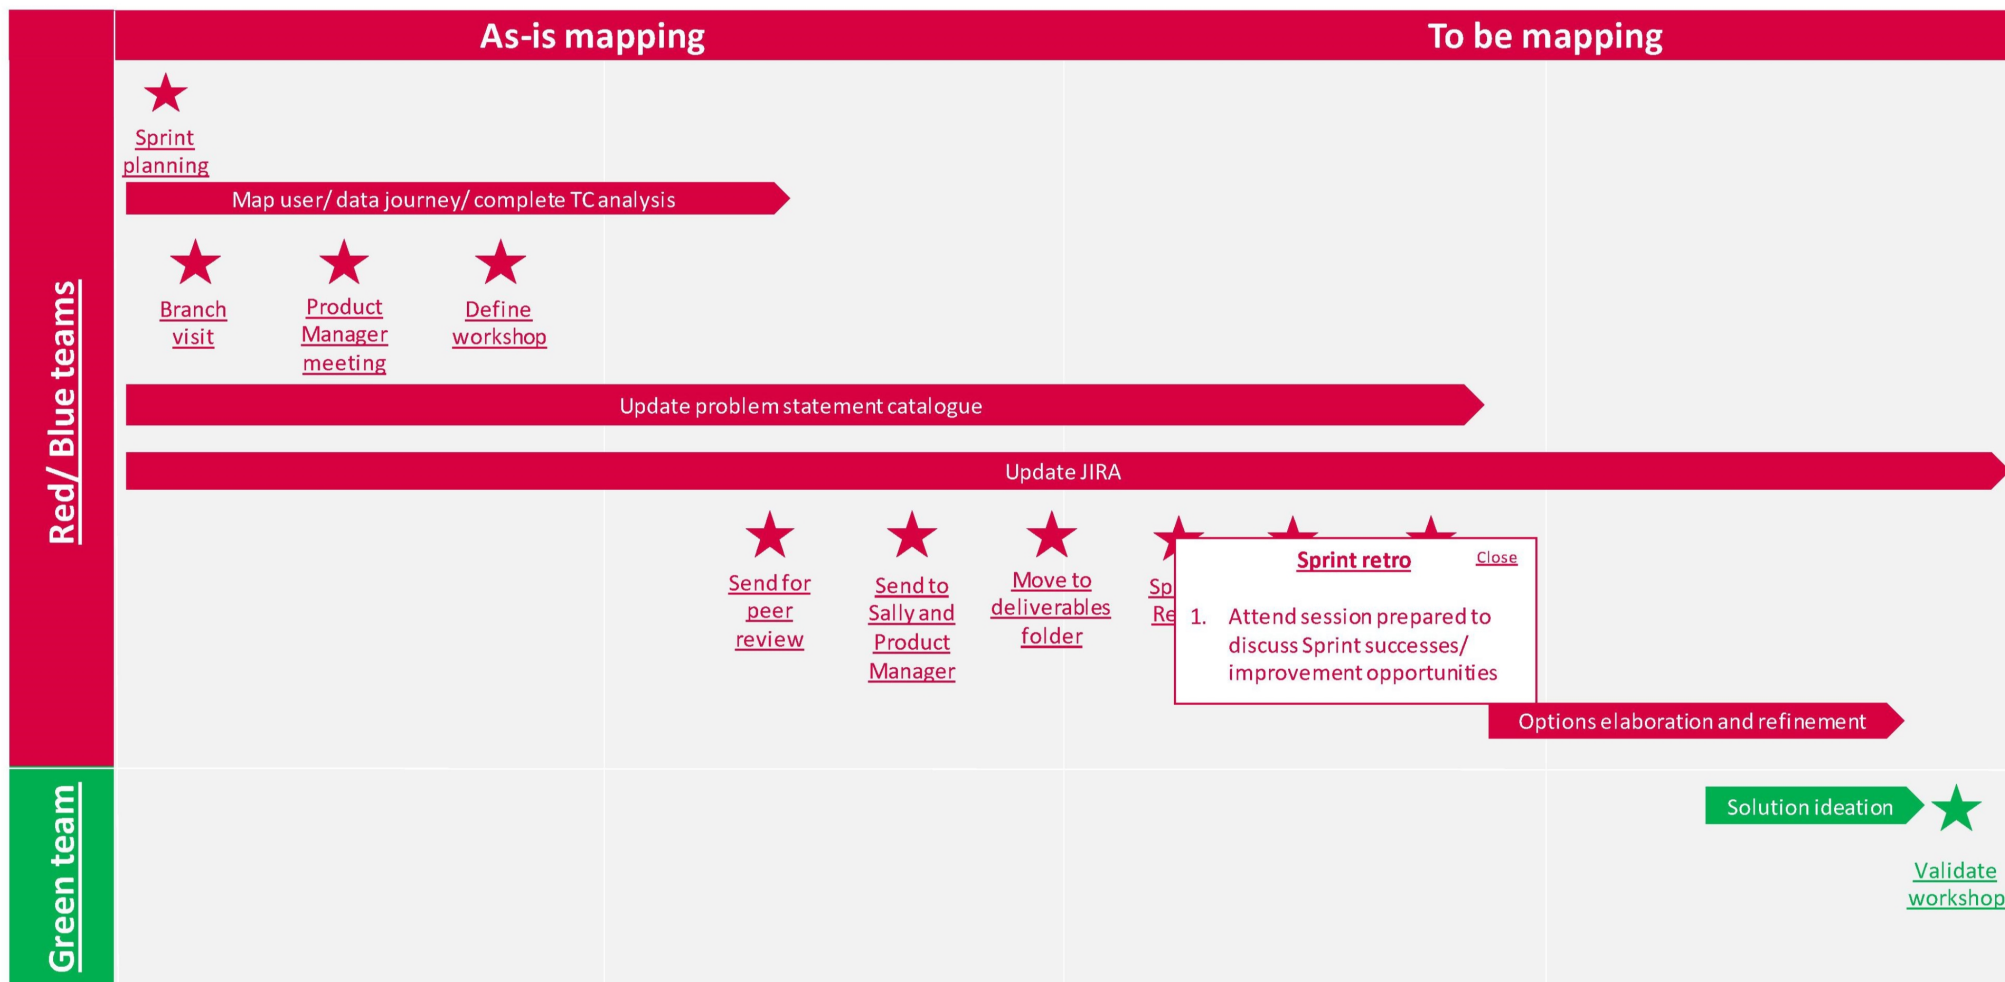 As-is mapping
To be mapping
Red/ Blue teams
Sprint
planning
Map user/ data journey/ complete TC analysis
Branch
visit
Product
Manager
meeting
Define
workshop
Update problem statement catalogue
Update JIRA
Send for
peer
review
Send to
Sally and
Product
Manager
Move to
deliverables
folder
Sp
Re
Sprint retro
Close
1. Attend session prepared to
discuss Sprint successes/
improvement opportunities
Options elaboration and refinement
Green team
Solution ideation
Validate
workshop